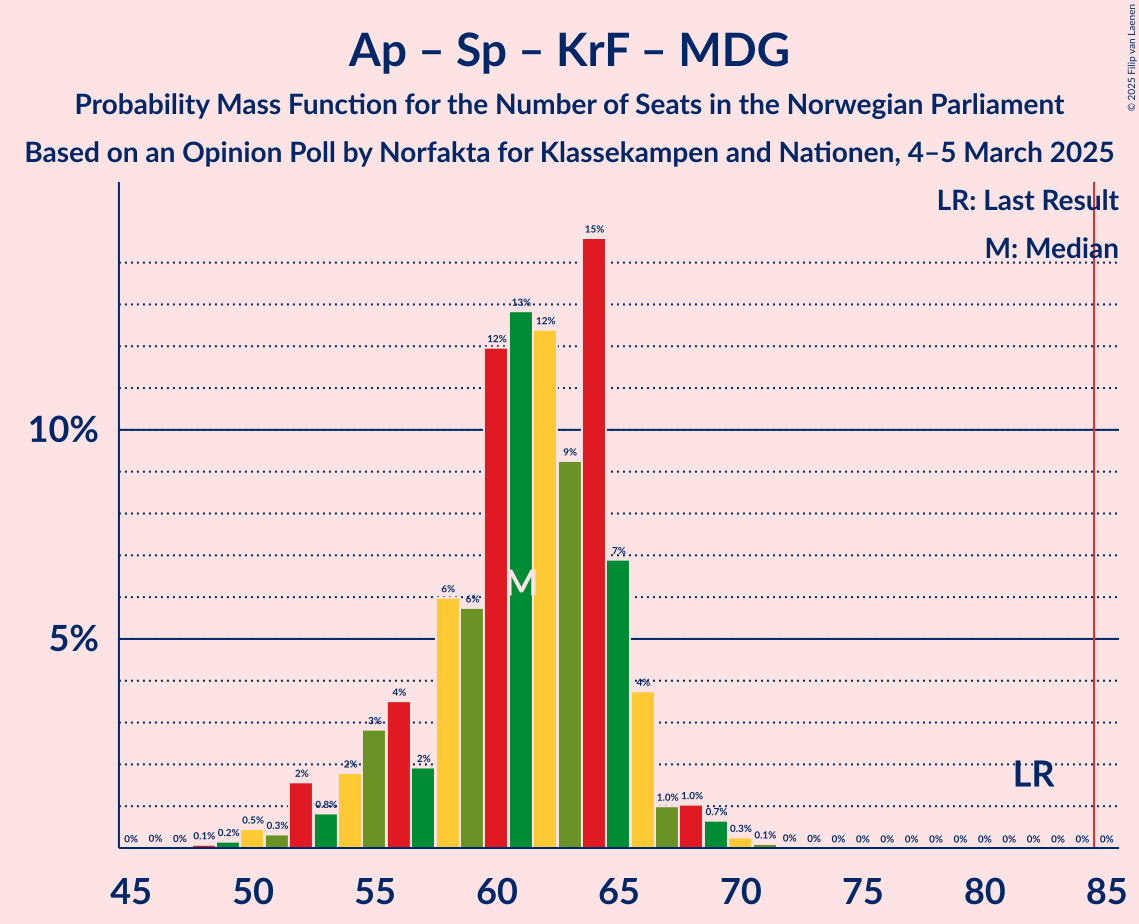 © 2025 Filip van Laenen
Ap – Sp – KrF – MDG
Probability Mass Function for the Number of Seats in the Norwegian Parliament
Based on an Opinion Poll by Norfakta for Klassekampen and Nationen, 4–5 March 2025
LR: Last Result
M: Median
10%
5%
0% 0% 0% 0.1% 0.2% 0.5% 0.3% 2% 0.8% 2% 3% 4% 2% 6% 6% 12% 13% 12% 9% 15% 7% 4% 1.0% 1.0% 0.7% 0.3% 0.1% 0% 0% 0% 0% 0% 0% 0% 0% 0% 0% 0% 0% 0% 0%
M
LR
45 50 55 60 65 70 75 80 85